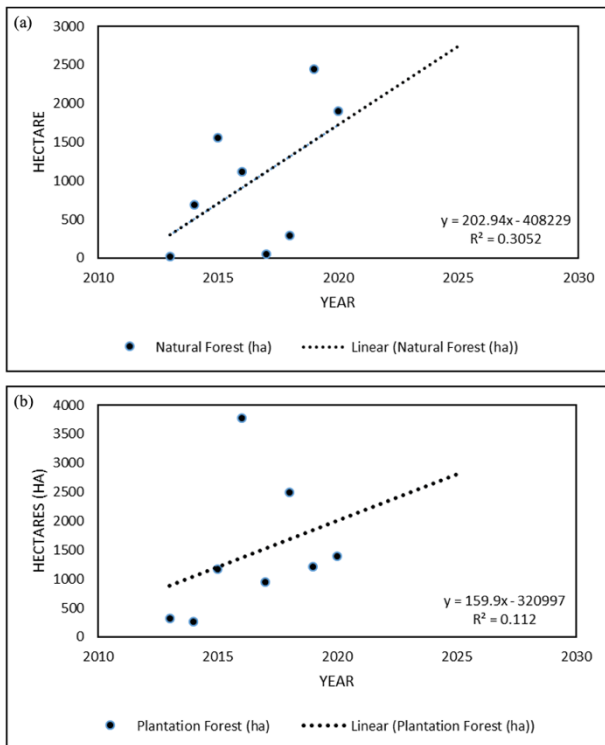 (a)
3000
2500
2000
1500
1000
500
0
HECTARE
2010 2015 2020 2025 2030
YEAR
y = 202.94x - 408229
R² = 0.3052
Natural Forest (ha) Linear (Natural Forest (ha))
(b)
4000
3500
3000
2500
2000
1500
1000
500
0
HECTARES (HA)
2010 2015 2020 2025 2030
YEAR
y = 159.9x - 320997
R² = 0.112
Plantation Forest (ha) Linear (Plantation Forest (ha))